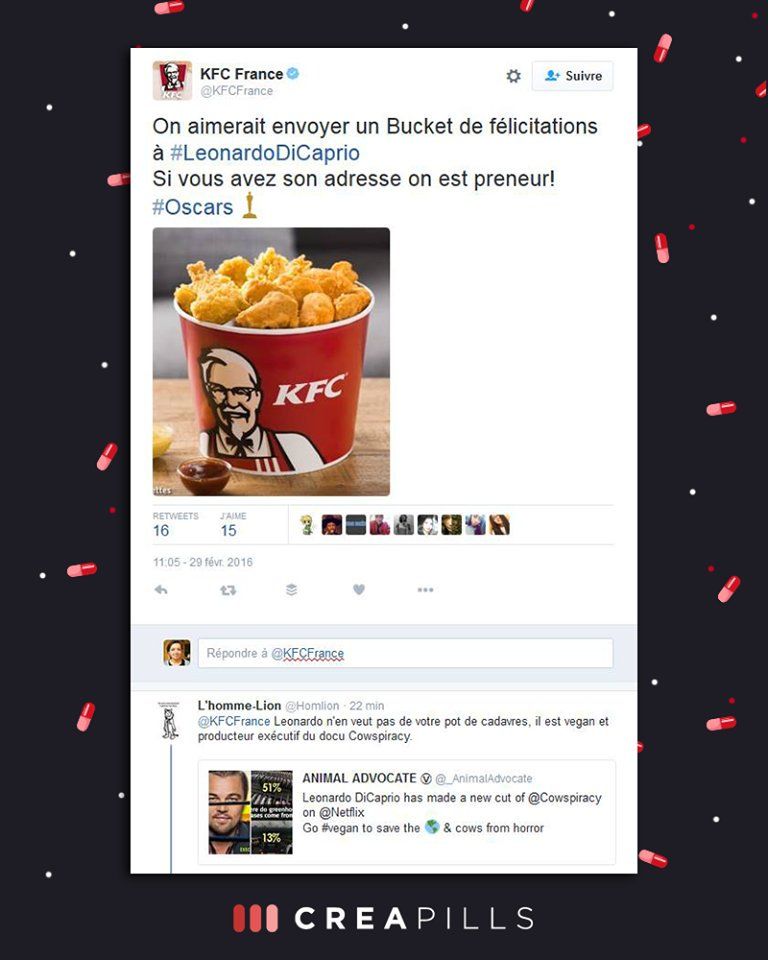 KFC France
@KFCFrance
Suivre
On aimerait envoyer un Bucket de félicitations
à #LeonardoDiCaprio
Si vous avez son adresse on est preneur!
#Oscars
KFC
RETWEETS
16
J'AIME
15
11:05 - 29 févr. 2016
Répondre à @KFCFrance
L'homme-Lion @Homlion · 22 min
@KFCFrance Leonardo n'en veut pas de votre pot de cadavres, il est vegan et
producteur exécutif du docu Cowspiracy.
51%
13%
ANIMAL ADVOCATE Ⓥ @_AnimalAdvocate
Leonardo DiCaprio has made a new cut of @Cowspiracy
on @Netflix
Go #vegan to save the 🌎 & cows from horror
CREAPILLS